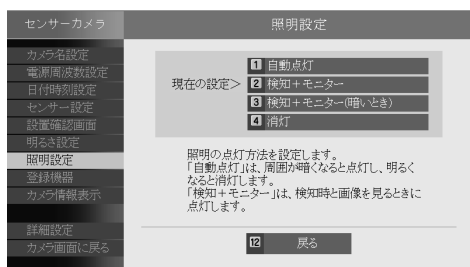 センサーカメラ
照明設定
カメラ名設定
電源周波数設定
日付時刻設定
センサー設定
設置確認画面
明るさ設定
照明設定
登録機器
カメラ情報表示
詳細設定
カメラ画面に戻る
現在の設定＞
1 自動点灯
2 検知＋モニター
3 検知＋モニター(暗いとき)
4 消灯
照明の点灯方法を設定します。
「自動点灯」は、周囲が暗くなると点灯し、明るく
なると消灯します。
「検知＋モニター」は、検知時と画像を見るときに
点灯します。
12 戻る